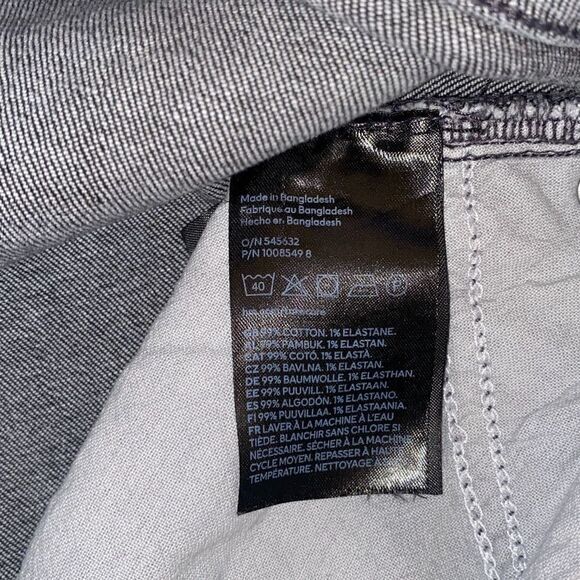 Made in Bangladesh
Fabriqué au Bangladesh
Hecho en Bangladesh
O/N 545632
P/N 1008549 8
40
99% COTTON. 1% ELASTANE.
99% PAMBUK. 1% ELASTAN.
CAT 99% COTÓ. 1% ELASTÀ.
CZ 99% BAVLNA. 1% ELASTAN.
DE 99% BAUMWOLLE. 1% ELASTHAN.
EE 99% PUUVILL. 1% ELASTAAN.
ES 99% ALGODÓN. 1% ELASTANO.
FI 99% PUUVILLAA. 1% ELASTAANIA.
FR LAVER À LA MACHINE À L'EAU
TIÈDE. BLANCHIR SANS CHLORE SI
NÉCESSAIRE. SÉCHER À LA MACHINE
CYCLE MOYEN. REPASSER À HAUTE
TEMPÉRATURE. NETTOYAGE À